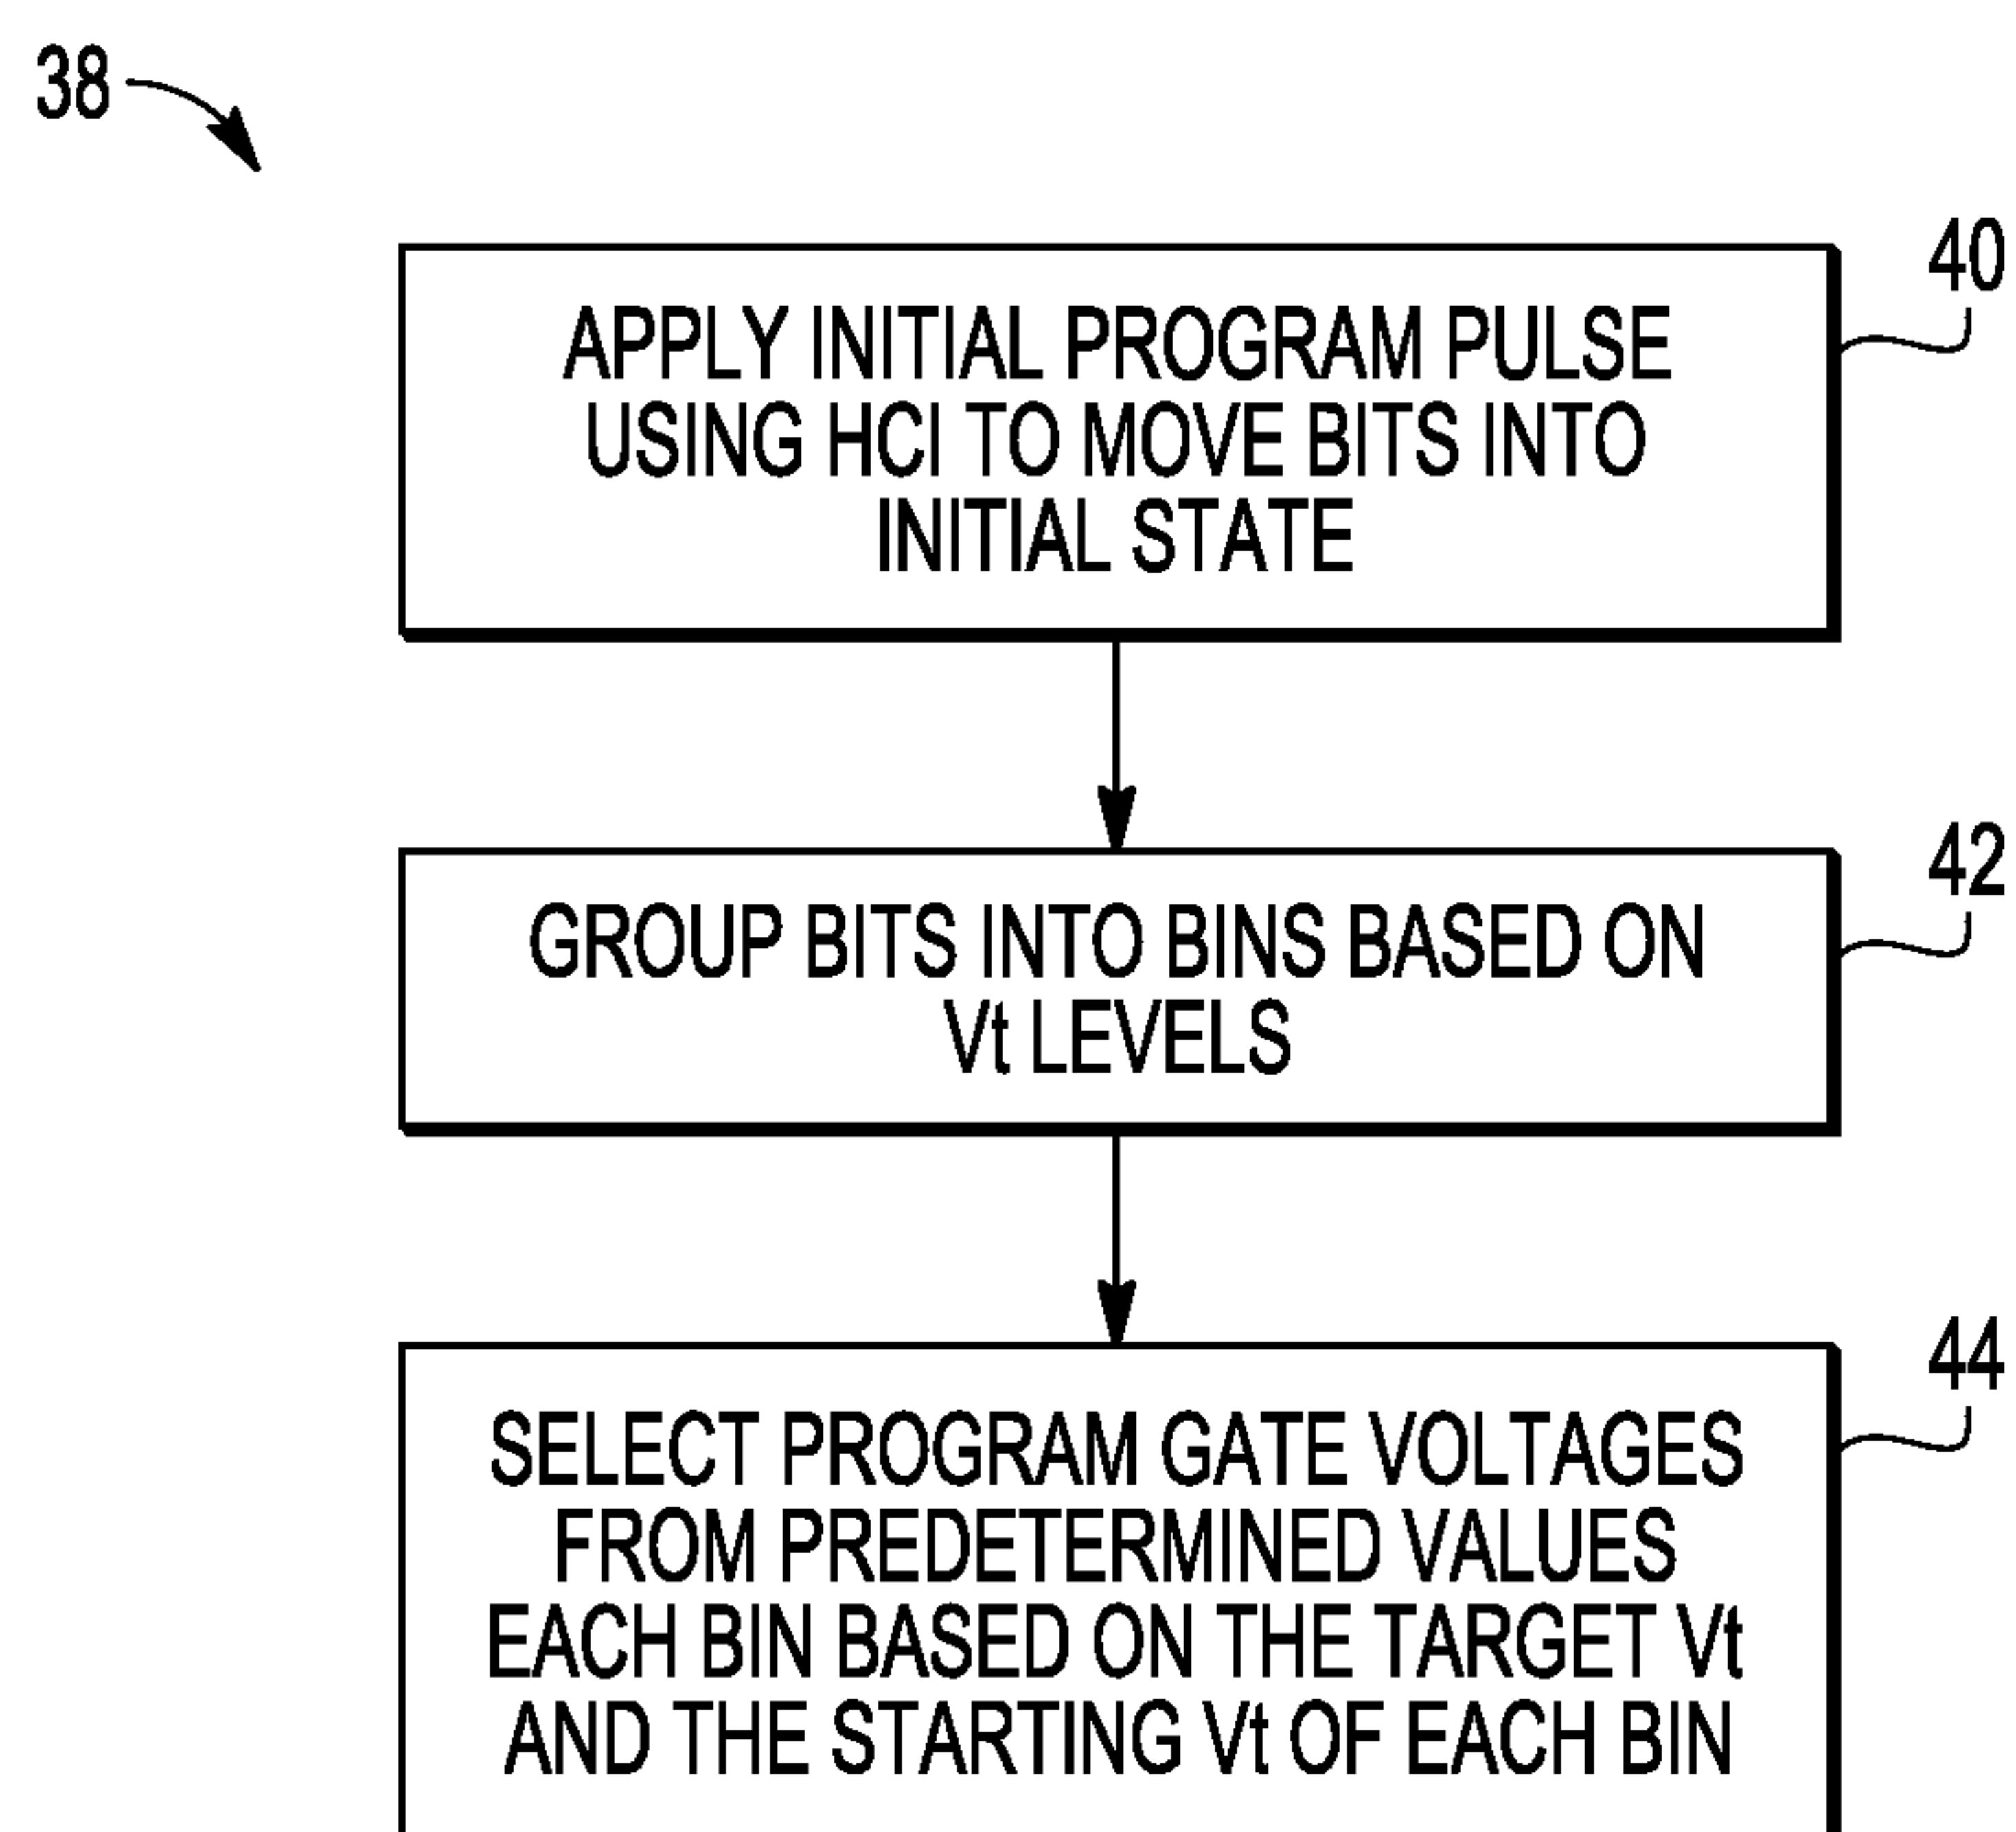 38
40
APPLY INITIAL PROGRAM PULSE
USING HCI TO MOVE BITS INTO
INITIAL STATE
42
GROUP BITS INTO BINS BASED ON
Vt LEVELS
44
SELECT PROGRAM GATE VOLTAGES
FROM PREDETERMINED VALUES
EACH BIN BASED ON THE TARGET Vt
AND THE STARTING Vt OF EACH BIN